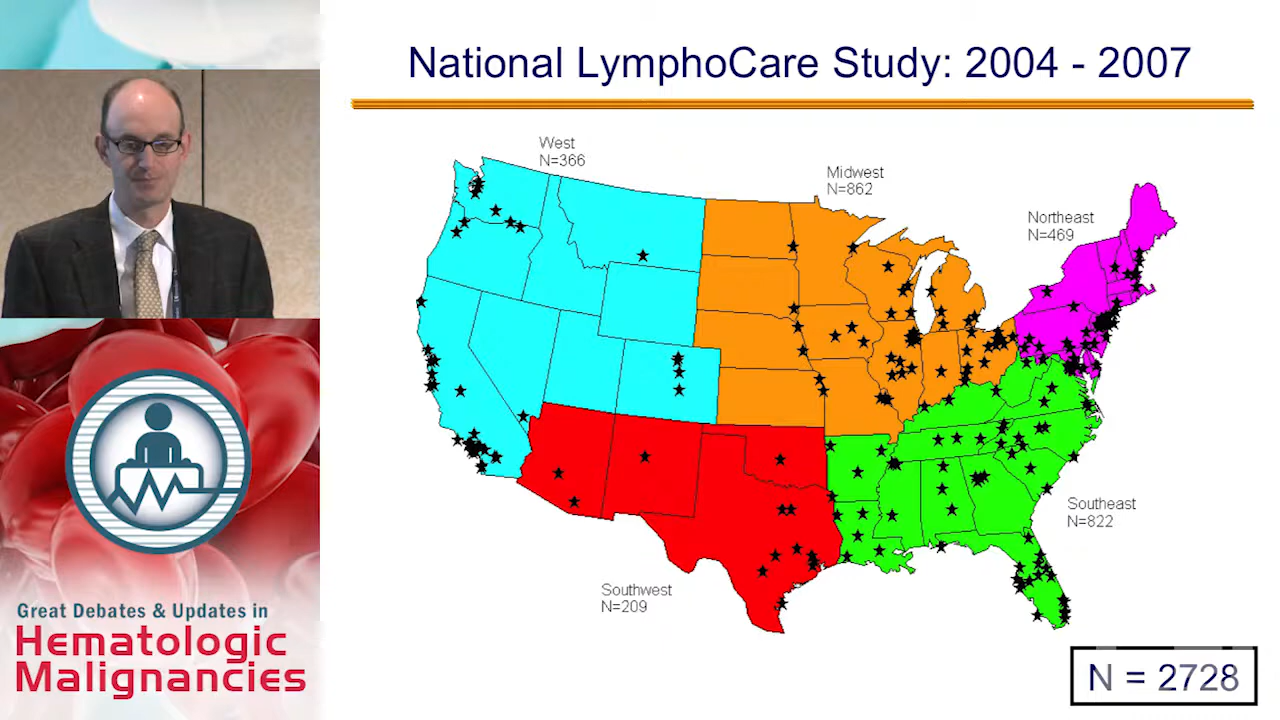 National LymphoCare Study: 2004 - 2007
West
N=366
Midwest
N=862
Northeast
N=469
Southeast
N=822
Southwest
N=209
N = 2728
Great Debates & Updates in
Hematologic
Malignancies